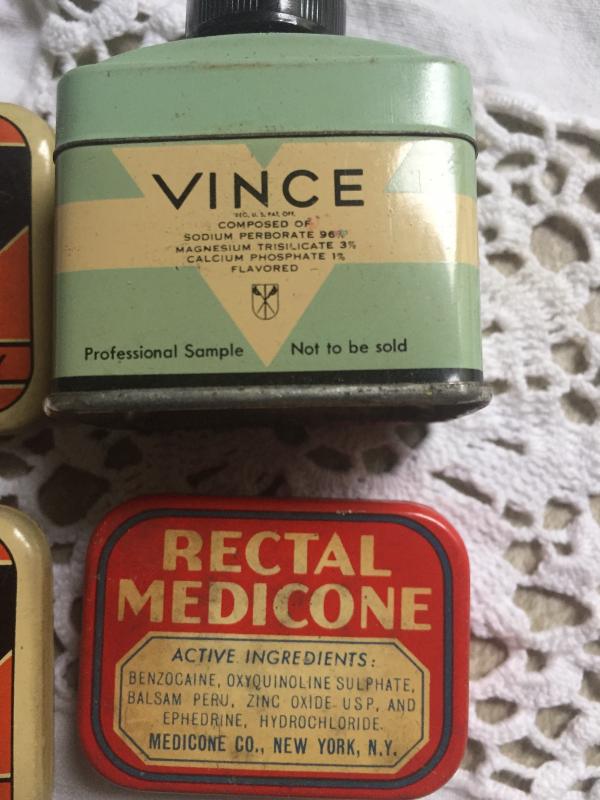 VINCE
REG. U. S. PAT. OFF.
COMPOSED OF
SODIUM PERBORATE 96%
MAGNESIUM TRISILICATE 3%
CALCIUM PHOSPHATE 1%
FLAVORED
Professional Sample Not to be sold
RECTAL
MEDICONE
ACTIVE INGREDIENTS:
BENZOCAINE, OXYQUINOLINE SULPHATE,
BALSAM PERU, ZINC OXIDE U.S.P., AND
EPHEDRINE, HYDROCHLORIDE.
MEDICONE CO., NEW YORK, N.Y.